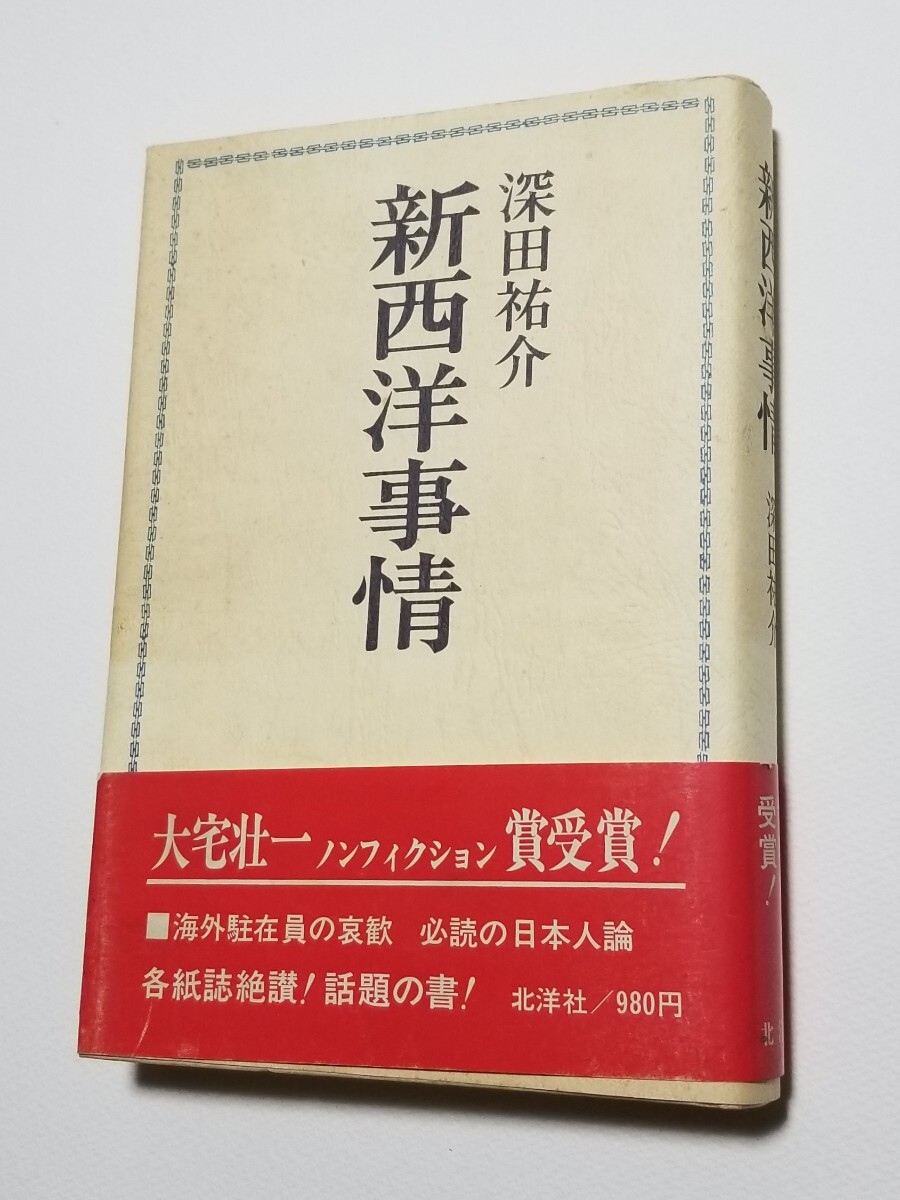 深田祐介
新西洋事情
大宅壮一ノンフィクション賞受賞!
■海外駐在員の哀歓 必読の日本人論
各紙誌絶讃!話題の書!
北洋社/980円
新西洋事情
深田祐介
受賞!
北